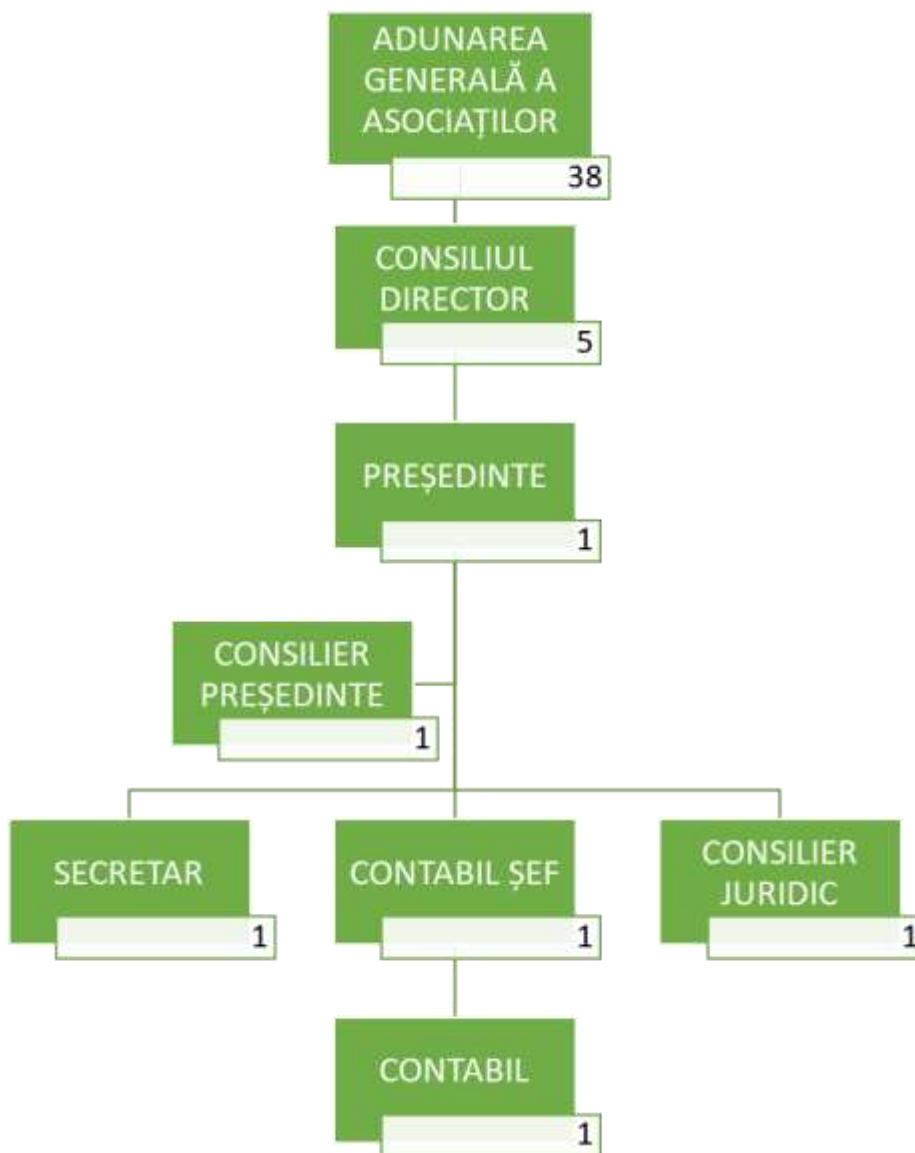 ADUNAREA
GENERALĂ A
ASOCIAȚILOR
38
CONSILIUL
DIRECTOR
5
PREȘEDINTE
1
CONSILIER
PREȘEDINTE
1
SECRETAR
1
CONTABIL ȘEF
1
CONSILIER
JURIDIC
1
CONTABIL
1